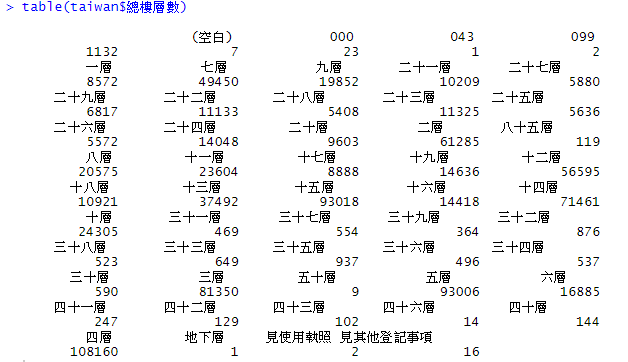 > table(taiwan$總樓層數)
(空白) 000 043 099
1132 7 23 1 2
一層 七層 九層 二十一層 二十七層
8572 49450 19852 10209 5880
二十九層 二十二層 二十八層 二十三層 二十五層
6817 11133 5408 11325 5636
二十六層 二十四層 二十層 二層 八十五層
5572 14048 9603 61285 119
八層 十一層 十七層 十九層 十二層
20575 23604 8888 14636 56595
十八層 十三層 十五層 十六層 十四層
10921 37492 93018 14418 71461
十層 三十一層 三十七層 三十九層 三十二層
24305 469 554 364 876
三十八層 三十三層 三十五層 三十六層 三十四層
523 649 937 496 537
三十層 三層 五十層 五層 六層
590 81350 9 93006 16885
四十一層 四十二層 四十三層 四十六層 四十層
247 129 102 14 144
四層 地下層 見使用執照 見其他登記事項
108160 1 2 16